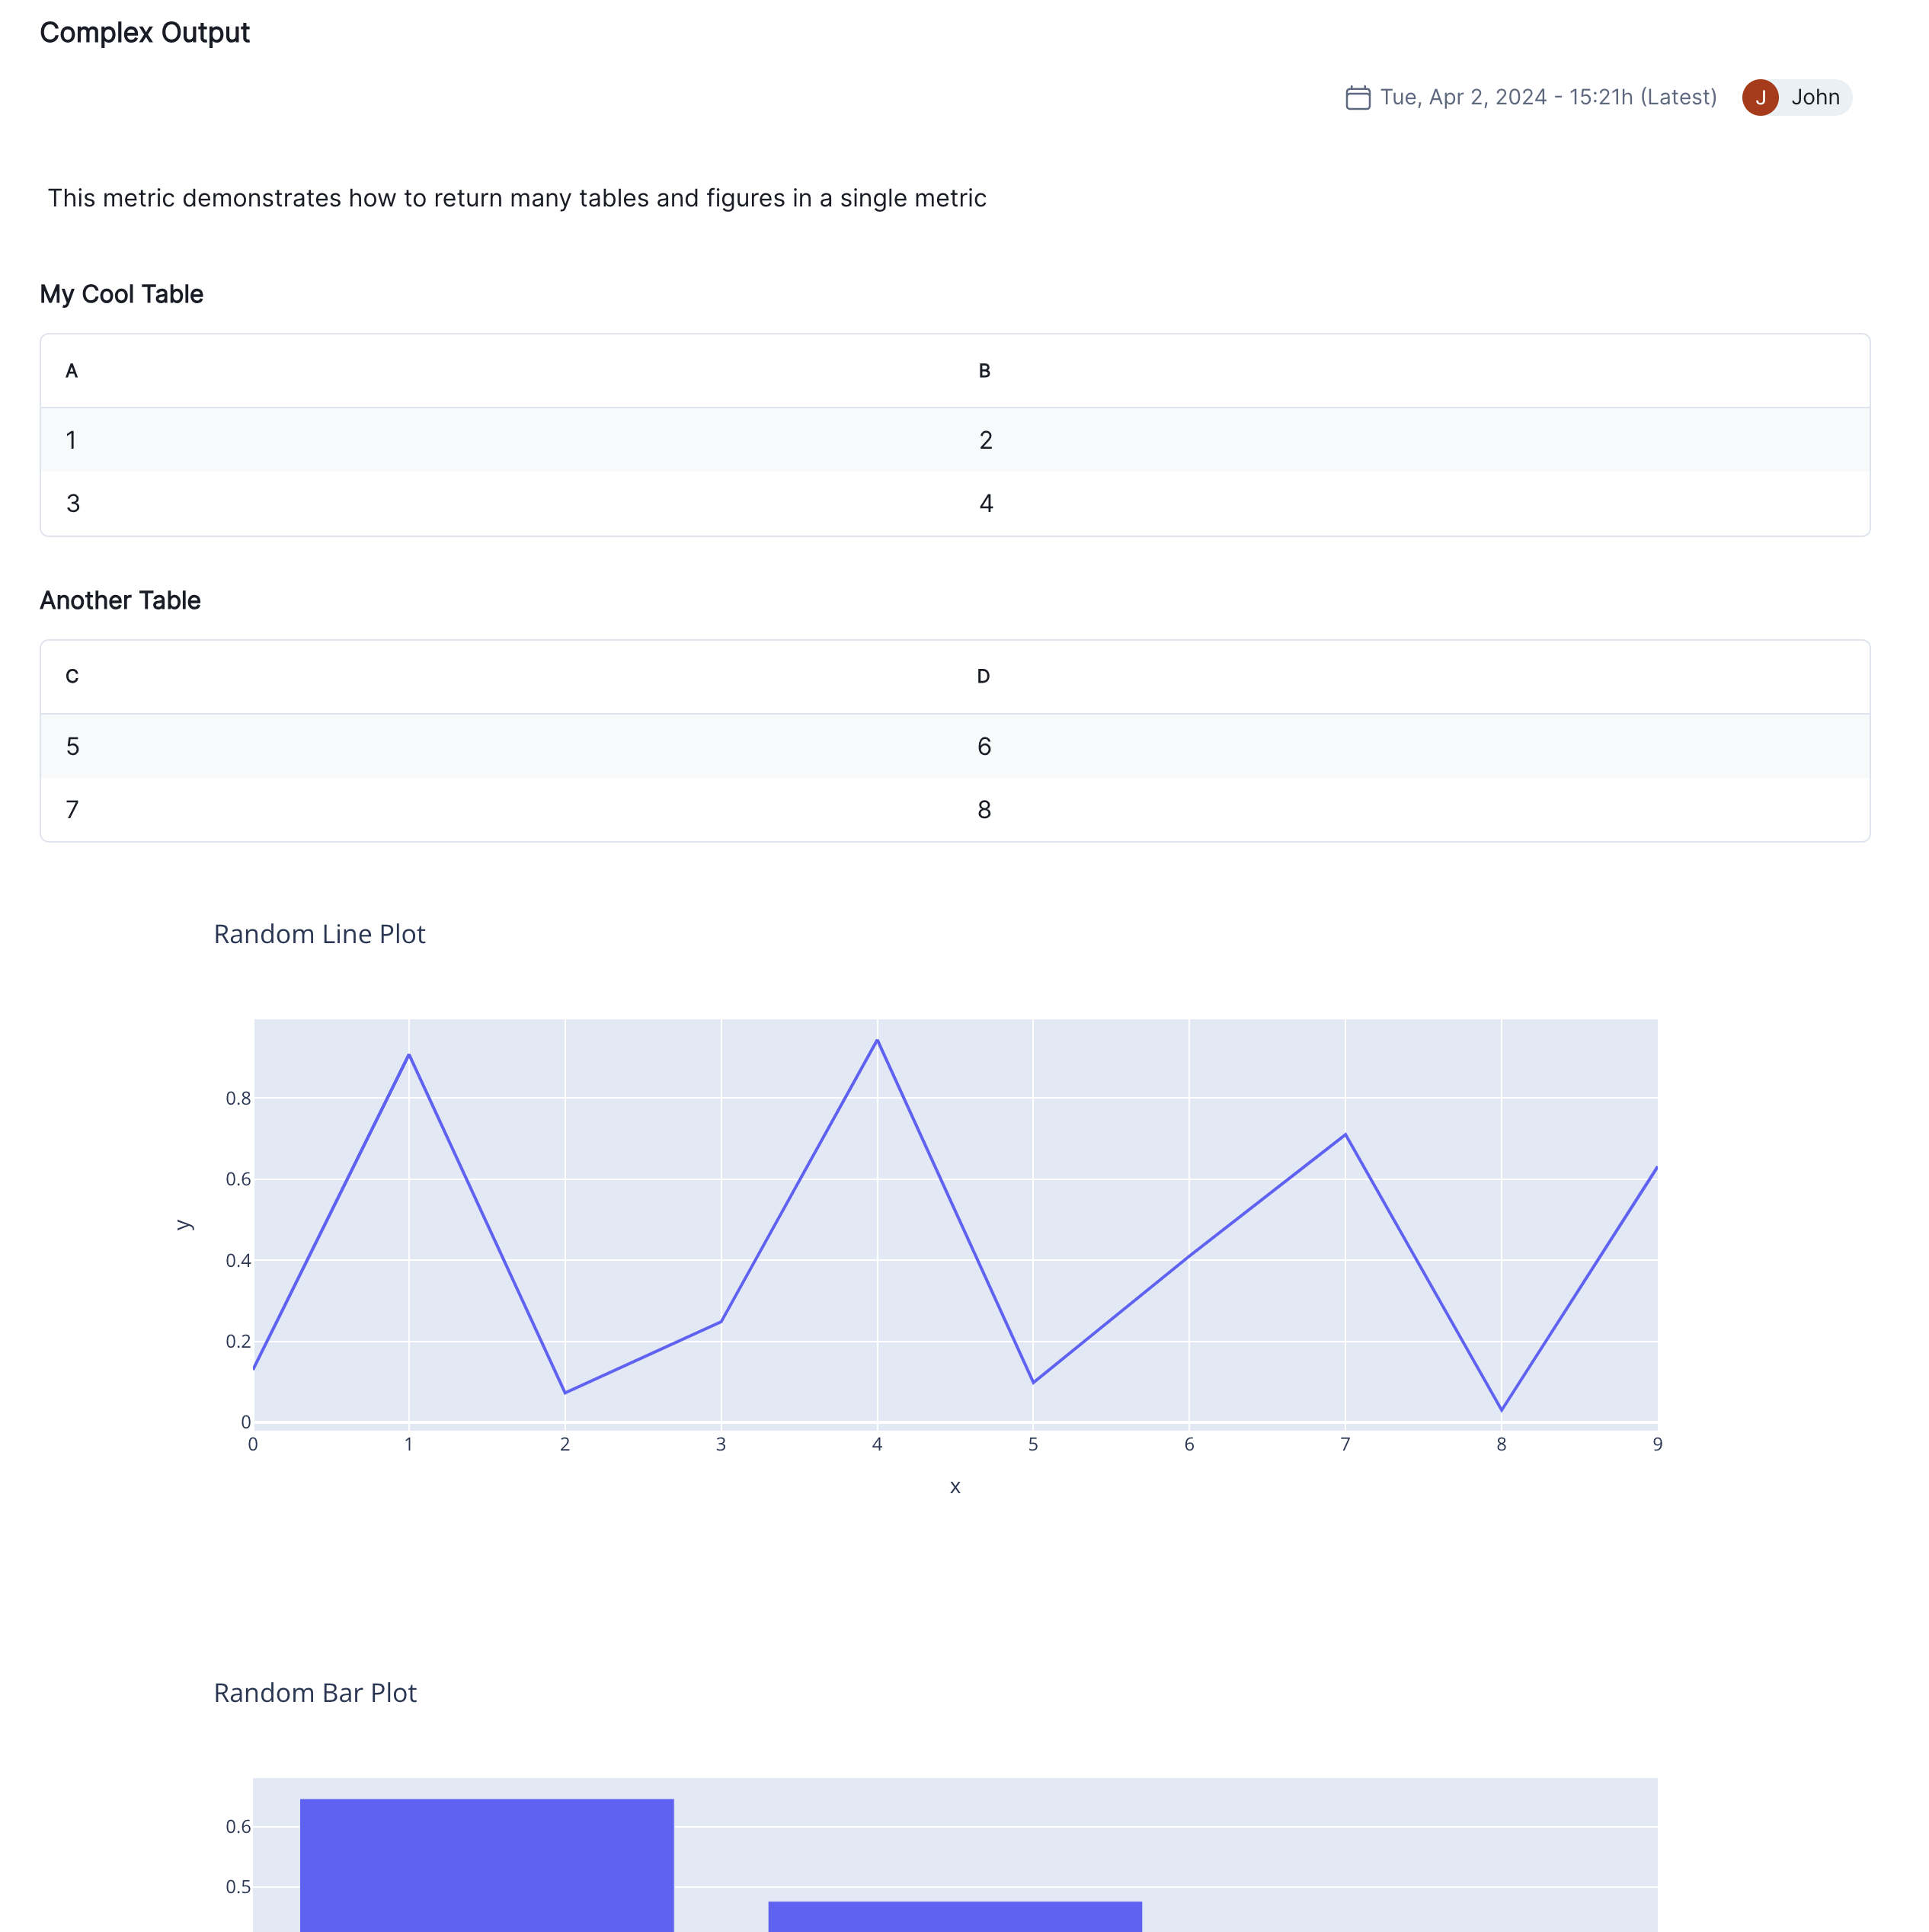 Complex Output
Tue, Apr 2, 2024 - 15:21h (Latest) J John
This metric demonstrates how to return many tables and figures in a single metric
My Cool Table
A B
1 2
3 4
Another Table
C D
5 6
7 8
Random Line Plot
0.8
0.6
y
0.4
0.2
0
0 1 2 3 4 5 6 7 8 9
x
Random Bar Plot
0.6
0.5